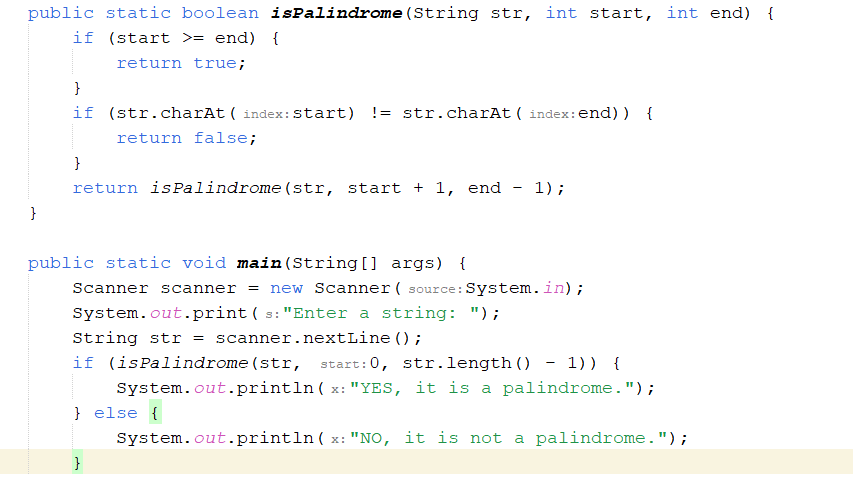 public static boolean isPalindrome(String str, int start, int end) {
    if (start >= end) {
        return true;
    }
    if (str.charAt( index: start) != str.charAt( index: end)) {
        return false;
    }
    return isPalindrome(str, start + 1, end - 1);
}

public static void main(String[] args) {
    Scanner scanner = new Scanner( source: System.in);
    System.out.print( s: "Enter a string: ");
    String str = scanner.nextLine();
    if (isPalindrome(str,  start: 0, str.length() - 1)) {
        System.out.println( x: "YES, it is a palindrome.");
    } else {
        System.out.println( x: "NO, it is not a palindrome.");
    }